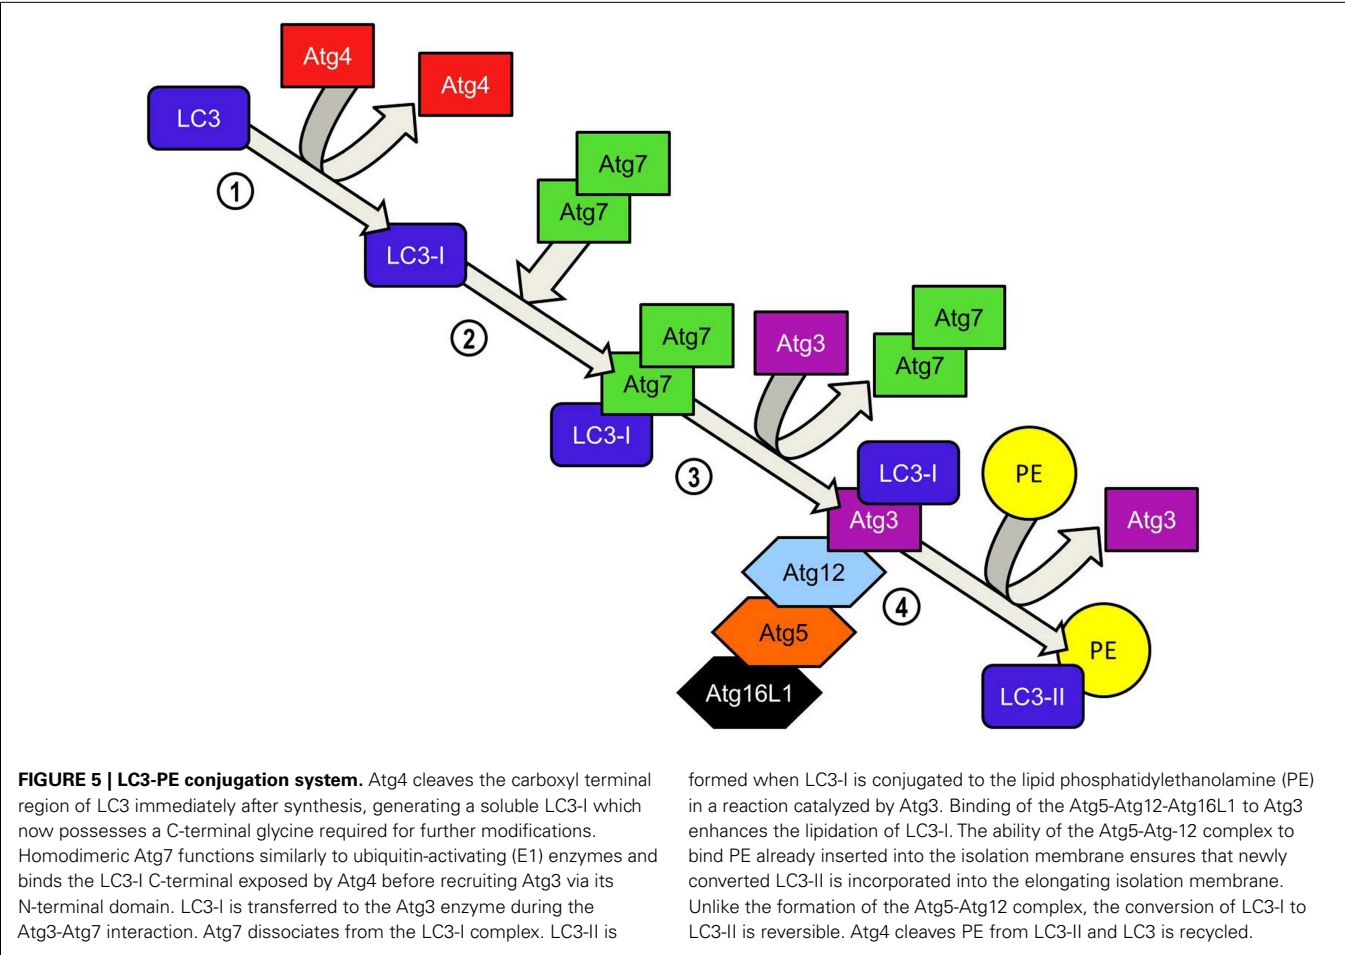 Atg4
Atg4
LC3
1
Atg7
Atg7
LC3-I
2
Atg7
Atg7
LC3-I
Atg3
Atg7
Atg7
3
LC3-I
Atg3
PE
Atg3
Atg12
4
Atg5
Atg16L1
PE
LC3-II
FIGURE 5 | LC3-PE conjugation system. Atg4 cleaves the carboxyl terminal
region of LC3 immediately after synthesis, generating a soluble LC3-I which
now possesses a C-terminal glycine required for further modifications.
Homodimeric Atg7 functions similarly to ubiquitin-activating (E1) enzymes and
binds the LC3-I C-terminal exposed by Atg4 before recruiting Atg3 via its
N-terminal domain. LC3-I is transferred to the Atg3 enzyme during the
Atg3-Atg7 interaction. Atg7 dissociates from the LC3-I complex. LC3-II is
formed when LC3-I is conjugated to the lipid phosphatidylethanolamine (PE)
in a reaction catalyzed by Atg3. Binding of the Atg5-Atg12-Atg16L1 to Atg3
enhances the lipidation of LC3-I. The ability of the Atg5-Atg-12 complex to
bind PE already inserted into the isolation membrane ensures that newly
converted LC3-II is incorporated into the elongating isolation membrane.
Unlike the formation of the Atg5-Atg12 complex, the conversion of LC3-I to
LC3-II is reversible. Atg4 cleaves PE from LC3-II and LC3 is recycled.